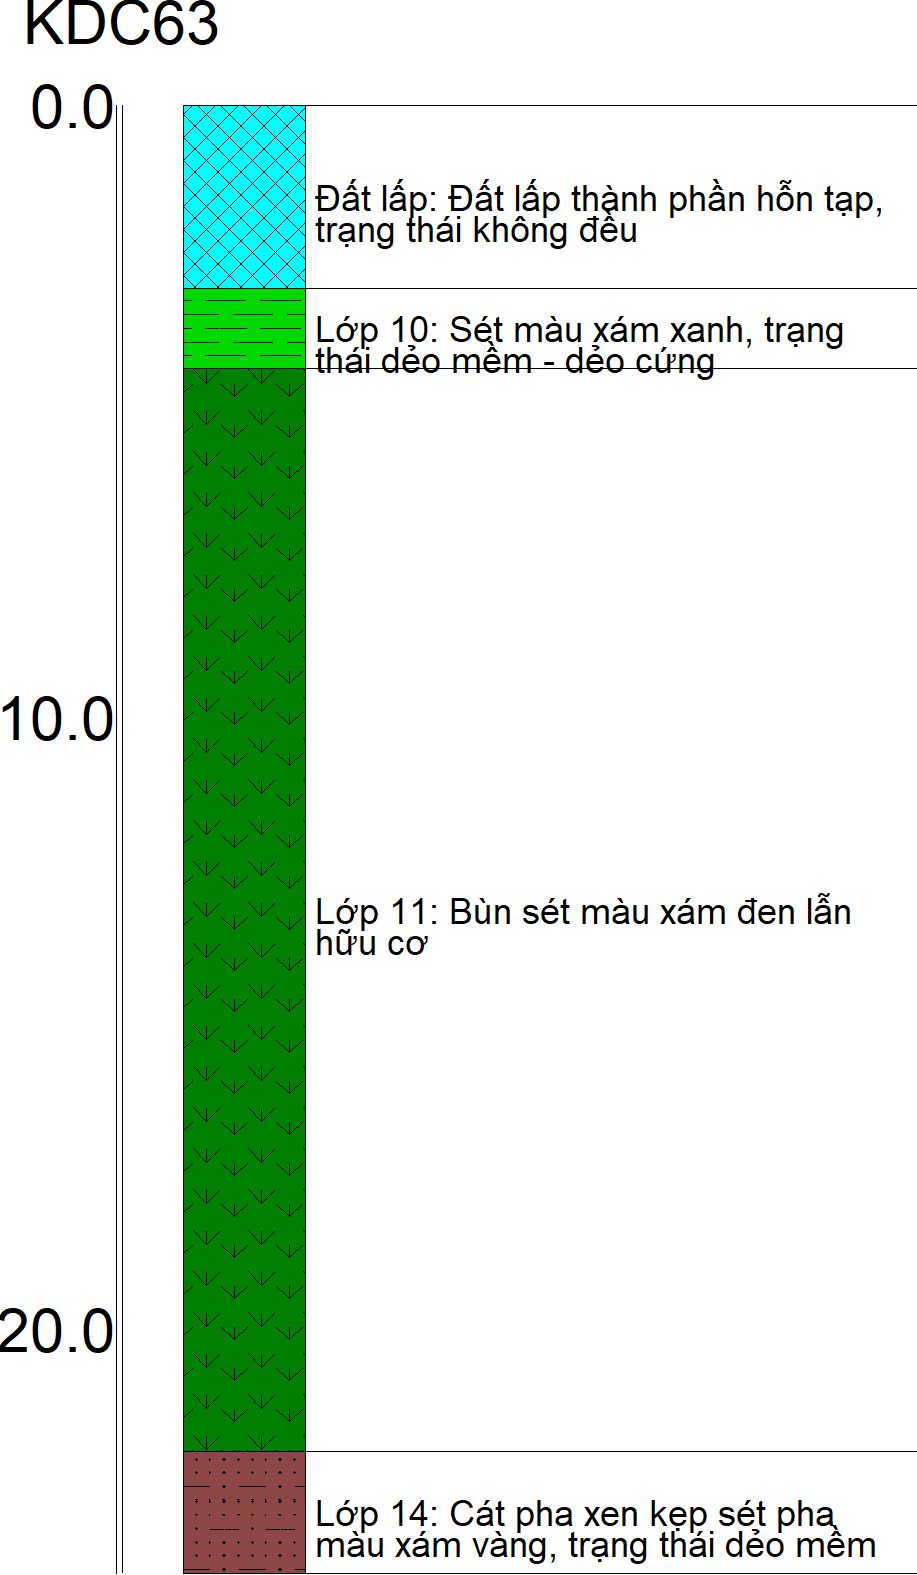 KDC63
0.0
Đất lấp: Đất lấp thành phần hỗn tạp,
trạng thái không đều
Lớp 10: Sét màu xám xanh, trạng
thái dẻo mềm - dẻo cứng
10.0
Lớp 11: Bùn sét màu xám đen lẫn
hữu cơ
20.0
Lớp 14: Cát pha xen kẹp sét pha
màu xám vàng, trạng thái dẻo mềm